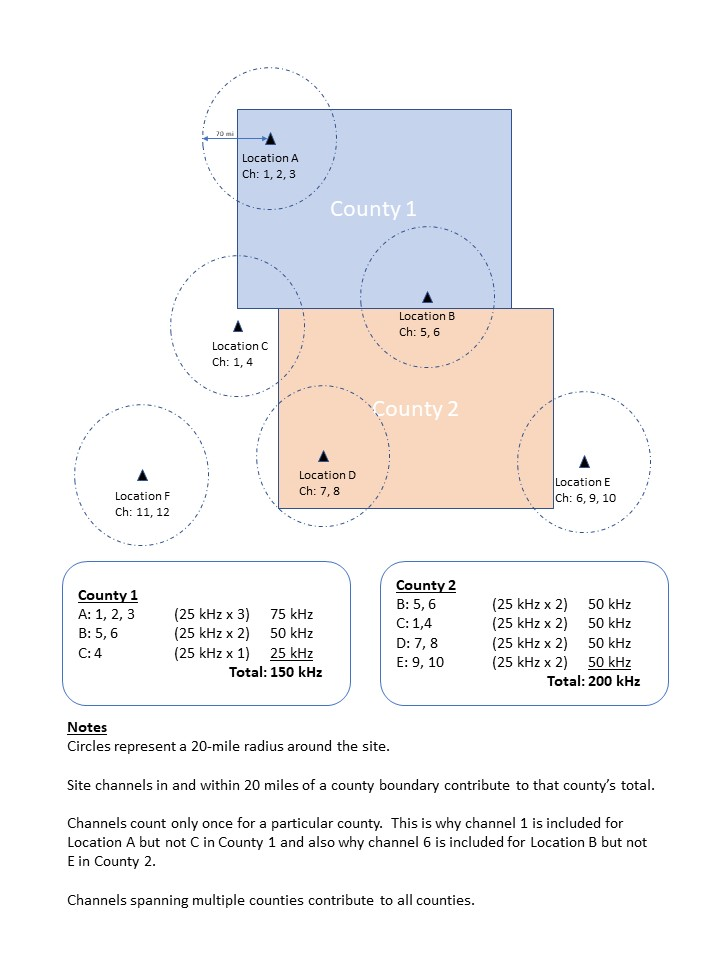 70 mi
Location A
Ch: 1, 2, 3
County 1
Location B
Ch: 5, 6
Location C
Ch: 1, 4
County 2
Location D
Ch: 7, 8
Location E
Ch: 6, 9, 10
Location F
Ch: 11, 12
County 1
A: 1, 2, 3 (25 kHz x 3) 75 kHz
B: 5, 6 (25 kHz x 2) 50 kHz
C: 4 (25 kHz x 1) 25 kHz
Total: 150 kHz
County 2
B: 5, 6 (25 kHz x 2) 50 kHz
C: 1,4 (25 kHz x 2) 50 kHz
D: 7, 8 (25 kHz x 2) 50 kHz
E: 9, 10 (25 kHz x 2) 50 kHz
Total: 200 kHz
Notes
Circles represent a 20-mile radius around the site.
Site channels in and within 20 miles of a county boundary contribute to that county's total.
Channels count only once for a particular county. This is why channel 1 is included for
Location A but not C in County 1 and also why channel 6 is included for Location B but not
E in County 2.
Channels spanning multiple counties contribute to all counties.